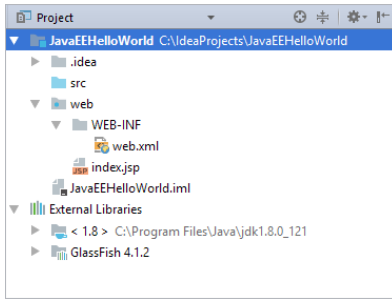 Project
JavaEEHelloWorld C:\IdeaProjects\JavaEEHelloWorld
.idea
src
web
WEB-INF
web.xml
JSP index.jsp
JavaEEHelloWorld.iml
External Libraries
< 1.8 > C:\Program Files\Java\jdk1.8.0_121
GlassFish 4.1.2